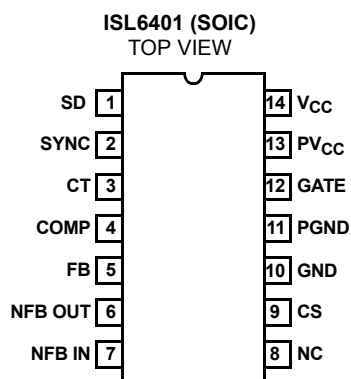 ISL6401 (SOIC)
TOP VIEW
SD 1 14 VCC
SYNC 2 13 PVCC
CT 3 12 GATE
COMP 4 11 PGND
FB 5 10 GND
NFB OUT 6 9 CS
NFB IN 7 8 NC